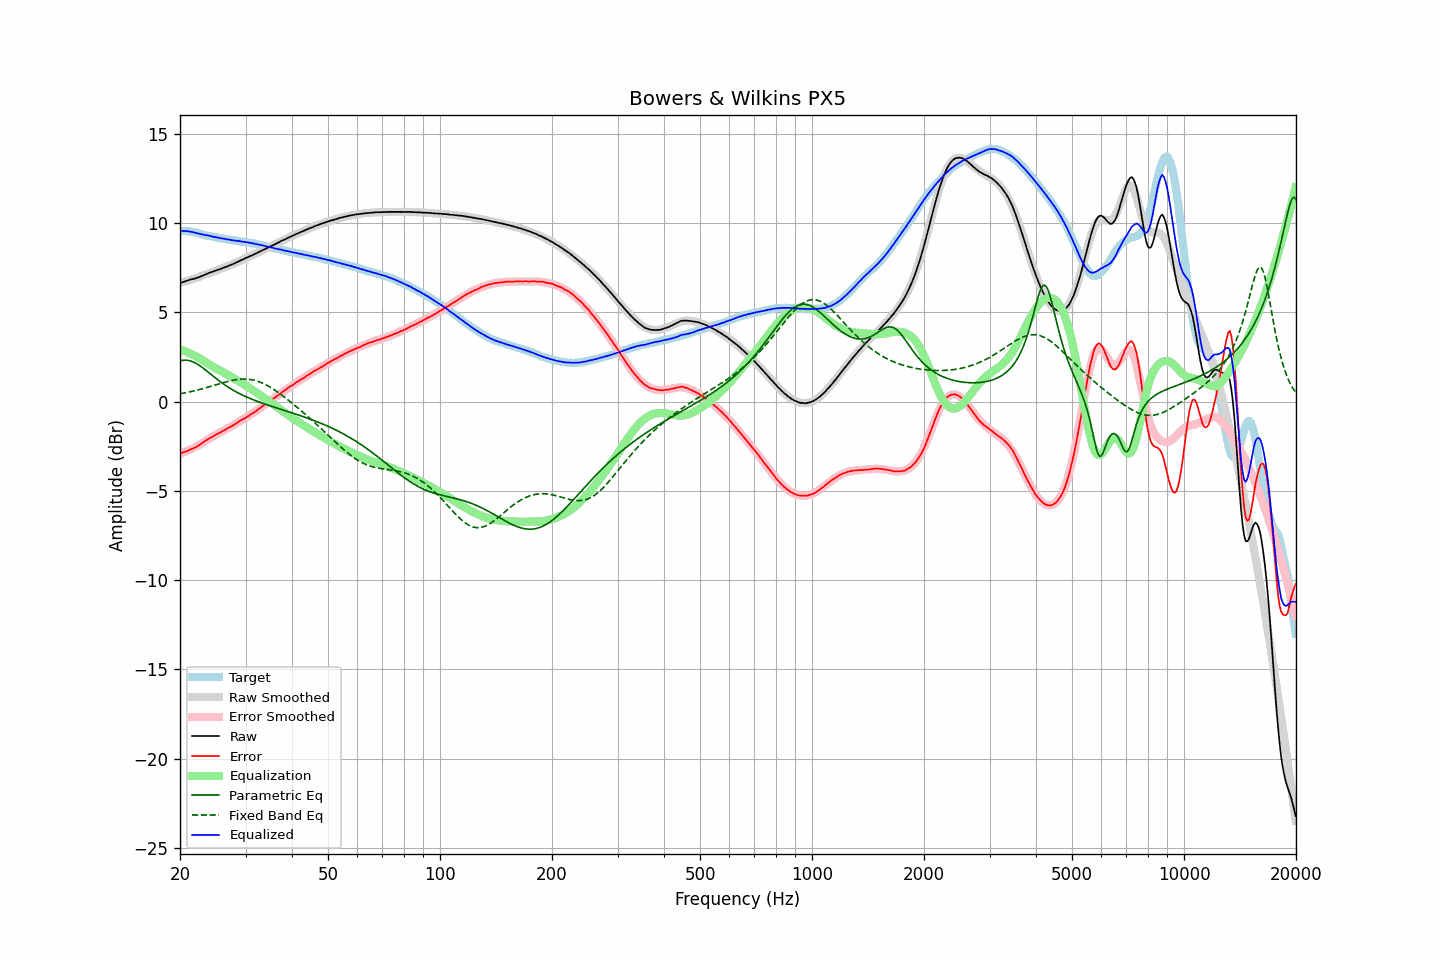 Bowers & Wilkins PX5
Amplitude (dBr)
15
10
5
0
−5
−10
−15
−20
−25
Target
Raw Smoothed
Error Smoothed
Raw
Error
Equalization
Parametric Eq
Fixed Band Eq
Equalized
20 50 100 200 500 1000 2000 5000 10000 20000
Frequency (Hz)